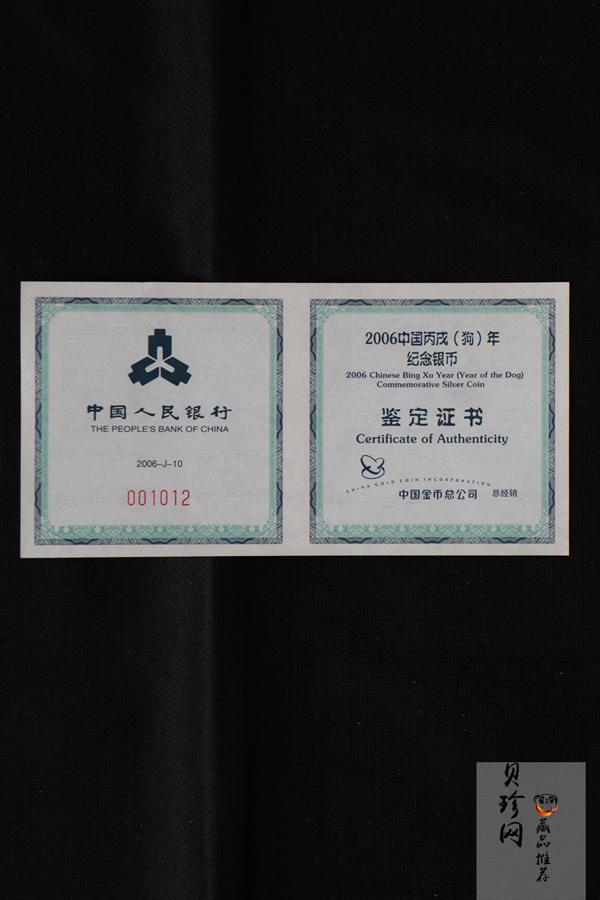 中国人民银行
THE PEOPLE'S BANK OF CHINA
2006-J-10
001012
2006中国丙戌（狗）年
纪念银币
2006 Chinese Bing Xu Year (Year of the Dog)
Commemorative Silver Coin
鉴定证书
Certificate of Authenticity
CHINA GOLD COIN INCORPORATION
中国金币总公司 总经销
贝珍网
藏品推荐